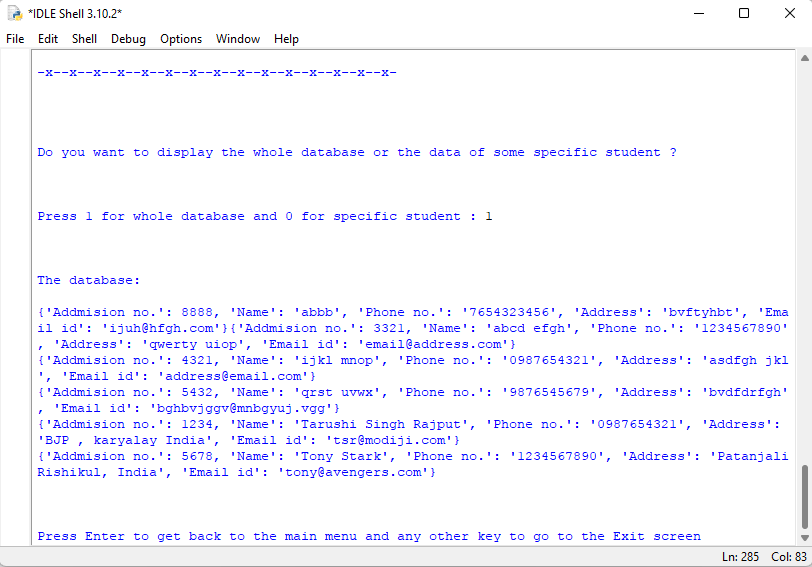 *IDLE Shell 3.10.2*
File Edit Shell Debug Options Window Help
-x--x--x--x--x--x--x--x--x--x--x--x--x--x--x-
Do you want to display the whole database or the data of some specific student ?
Press 1 for whole database and 0 for specific student : 1
The database:
{'Addmision no.': 8888, 'Name': 'abbb', 'Phone no.': '7654323456', 'Address': 'bvftyhbt', 'Ema
il id': 'ijuh@hfgh.com'}{'Addmision no.': 3321, 'Name': 'abcd efgh', 'Phone no.': '1234567890'
, 'Address': 'qwerty uiop', 'Email id': 'email@address.com'}
{'Addmision no.': 4321, 'Name': 'ijkl mnop', 'Phone no.': '0987654321', 'Address': 'asdfgh jkl
', 'Email id': 'address@email.com'}
{'Addmision no.': 5432, 'Name': 'qrst uvwx', 'Phone no.': '9876545679', 'Address': 'bvdfdrfgh'
, 'Email id': 'bghbvjggv@mnbgyuj.vgg'}
{'Addmision no.': 1234, 'Name': 'Tarushi Singh Rajput', 'Phone no.': '0987654321', 'Address':
'BJP , karyalay India', 'Email id': 'tsr@modiji.com'}
{'Addmision no.': 5678, 'Name': 'Tony Stark', 'Phone no.': '1234567890', 'Address': 'Patanjali
Rishikul, India', 'Email id': 'tony@avengers.com'}
Press Enter to get back to the main menu and any other key to go to the Exit screen
Ln: 285 Col: 83